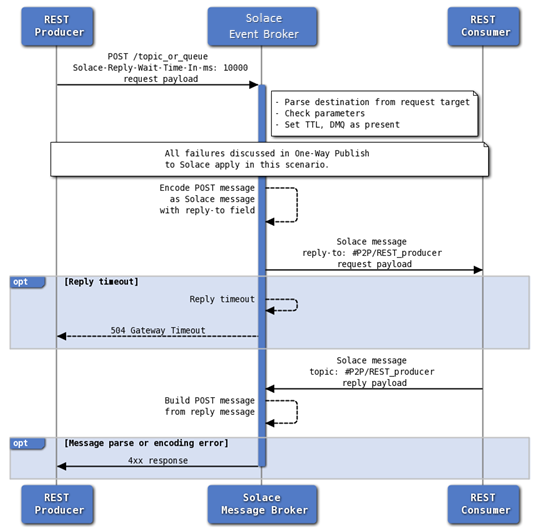 REST
Producer
Solace
Event Broker
REST
Consumer
POST /topic_or_queue
Solace-Reply-Wait-Time-In-ms: 10000
request payload
- Parse destination from request target
- Check parameters
- Set TTL, DMQ as present
All failures discussed in One-Way Publish
to Solace apply in this scenario.
Encode POST message
as Solace message
with reply-to field
Solace message
reply-to: #P2P/REST_producer
request payload
opt
[Reply timeout]
Reply timeout
504 Gateway Timeout
Solace message
topic: #P2P/REST_producer
reply payload
Build POST message
from reply message
opt
[Message parse or encoding error]
4xx response
REST
Producer
Solace
Message Broker
REST
Consumer